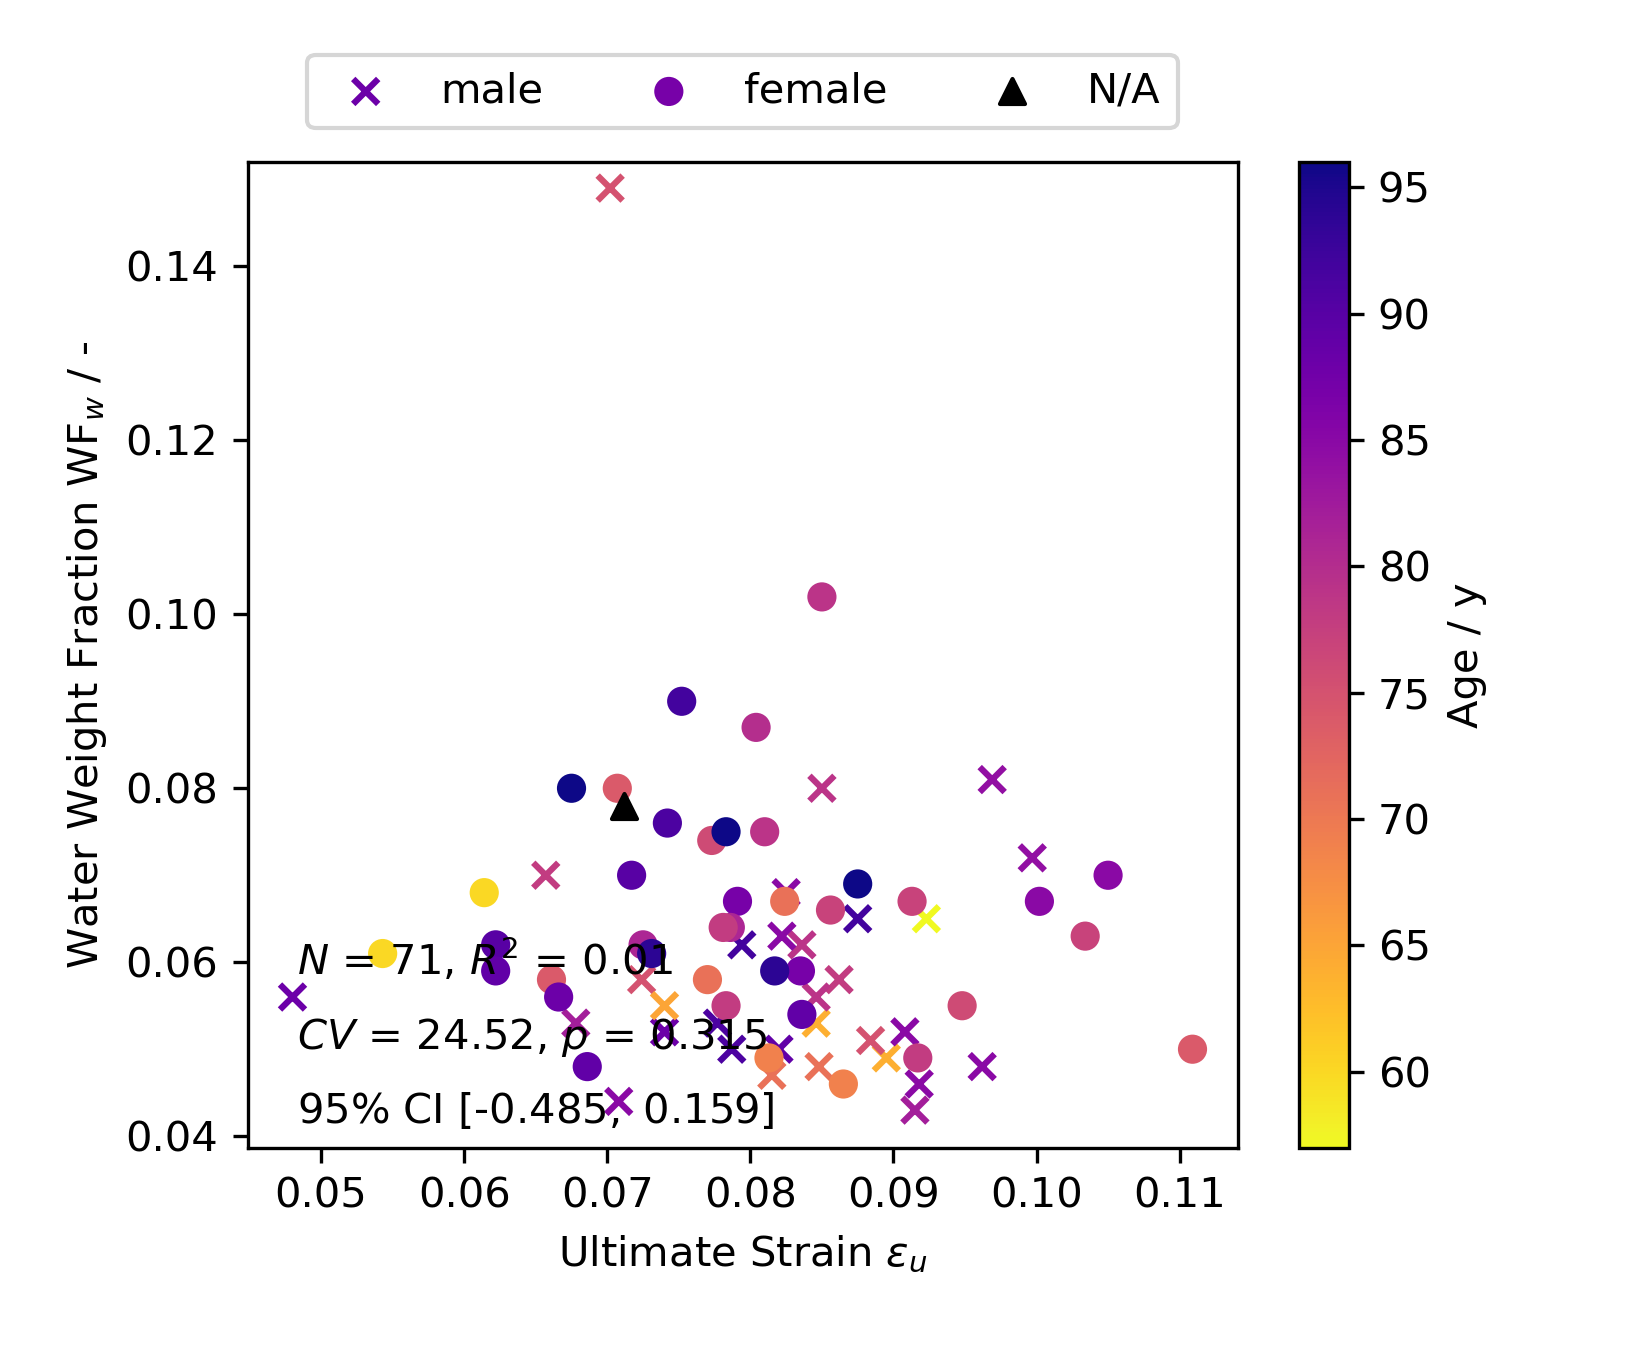 male female N/A
0.14
0.12
0.10
0.08
0.06
0.04
Water Weight Fraction WF_w / -
N = 71, R² = 0.01
CV = 24.52, p = 0.315
95% CI [-0.485, 0.159]
0.05 0.06 0.07 0.08 0.09 0.10 0.11
Ultimate Strain ε_u
95
90
85
80
75
70
65
60
Age / y